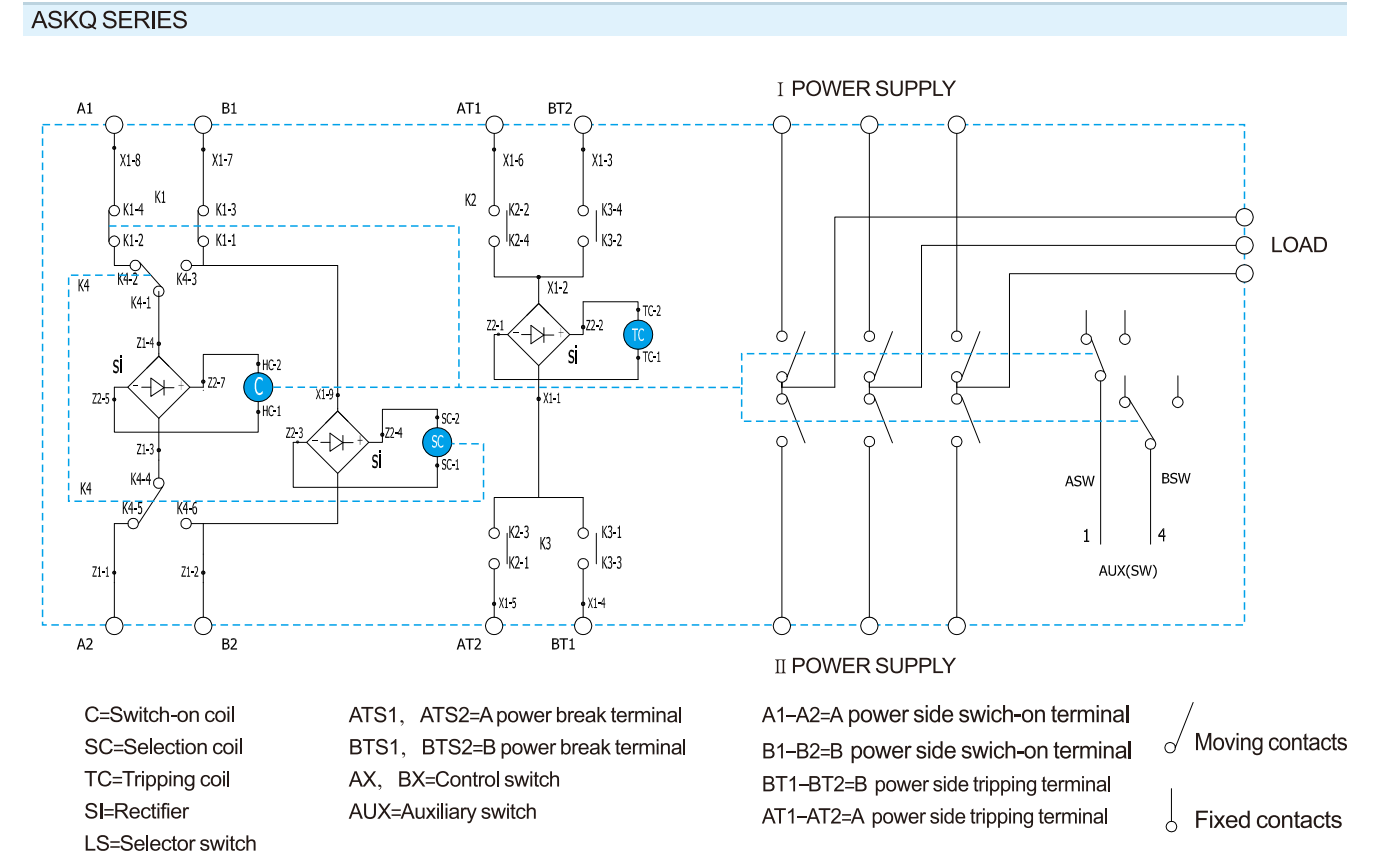 ASKQ SERIES
I POWER SUPPLY
A1 B1 AT1 BT2
X1-8 X1-7 X1-6 X1-3
K1 K2
K1-4 K1-3 K2-2 K3-4
K1-2 K1-1 K2-4 K3-2
LOAD
K4 K4-2 K4-3
K4-1
X1-2
TC-2
Z2-1 - + Z2-2 TC
Si
TC-1
Z1-4
Si
HC-2
- + Z2-7 C
Z2-5 X1-9 X1-1
HC-1
SC-2
Z2-3 - + Z2-4 SC
Z1-3
Si SC-1
K4-4
K4
ASW BSW
K4-5 K4-6
K2-3 K3-1
K3
1 4
K2-1 K3-3
Z1-1 Z1-2
AUX(SW)
X1-5 X1-4
A2 B2 AT2 BT1
II POWER SUPPLY
C=Switch-on coil
SC=Selection coil
TC=Tripping coil
SI=Rectifier
LS=Selector switch
ATS1, ATS2=A power break terminal
BTS1, BTS2=B power break terminal
AX, BX=Control switch
AUX=Auxiliary switch
A1–A2=A power side swich-on terminal
B1–B2=B power side swich-on terminal
BT1–BT2=B power side tripping terminal
AT1–AT2=A power side tripping terminal
Moving contacts
Fixed contacts